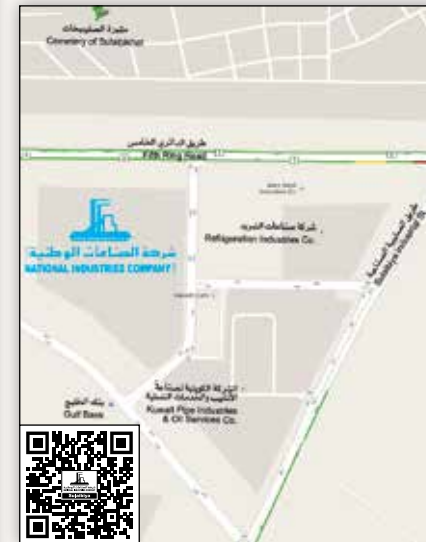 مقبرة الصليبيخات
Cemetery of Sulaibikhat
طريق الدائري الخامس
Fifth Ring Road
شركة الصناعات الوطنية
NATIONAL INDUSTRIES COMPANY
شركة صناعات التبريد
Refrigeration Industries Co.
طريق الصليبية الصناعية
Sulaibiya Industrial St.
الشركة الكويتية لصناعة
الأنابيب والخدمات النفطية
Kuwait Pipe Industries
& Oil Services Co.
بنك الخليج
Gulf Bank
Sulaibiya